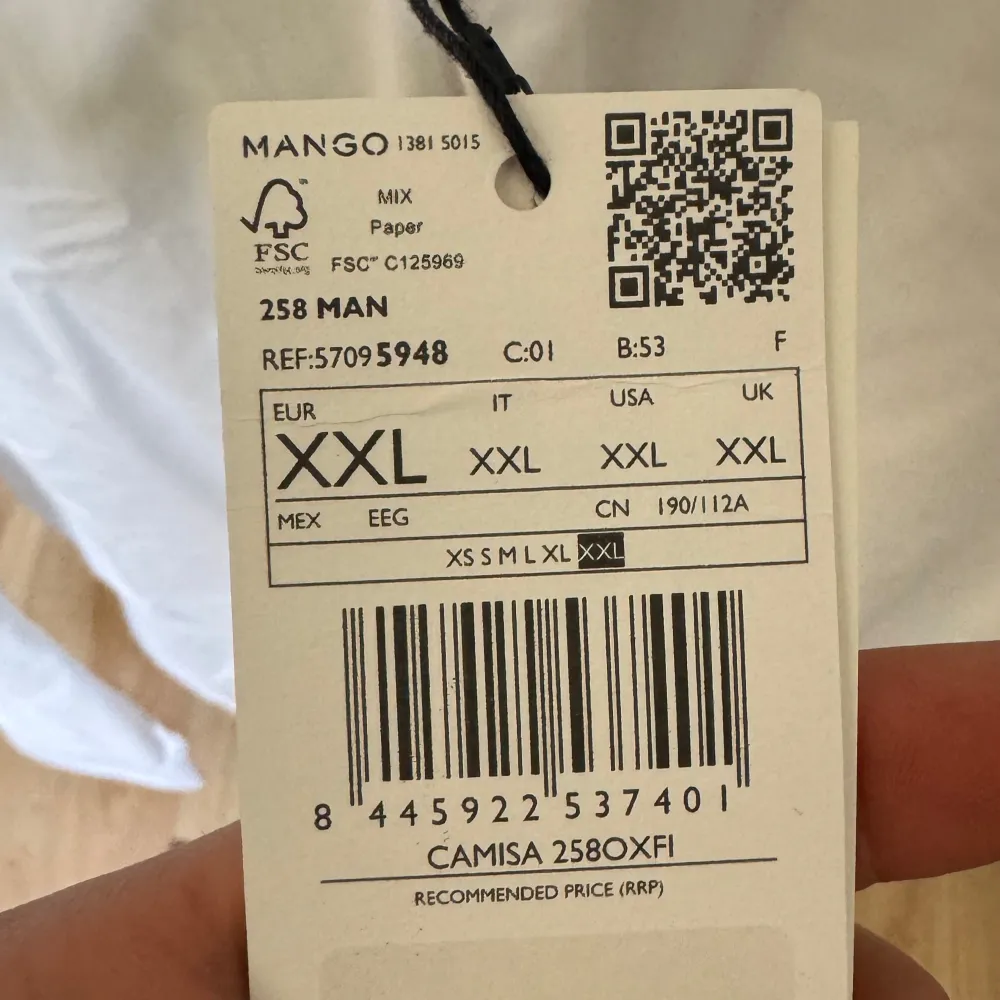 MANGO 1381 5015
MIX
Paper
FSC™ C125969
FSC
258 MAN
REF:57095948 C:01 B:53 F
EUR IT USA UK
XXL XXL XXL XXL
MEX EEG CN 190/112A
XS S M L XL XXL
8 445922 537401
CAMISA 258OXFI
RECOMMENDED PRICE (RRP)